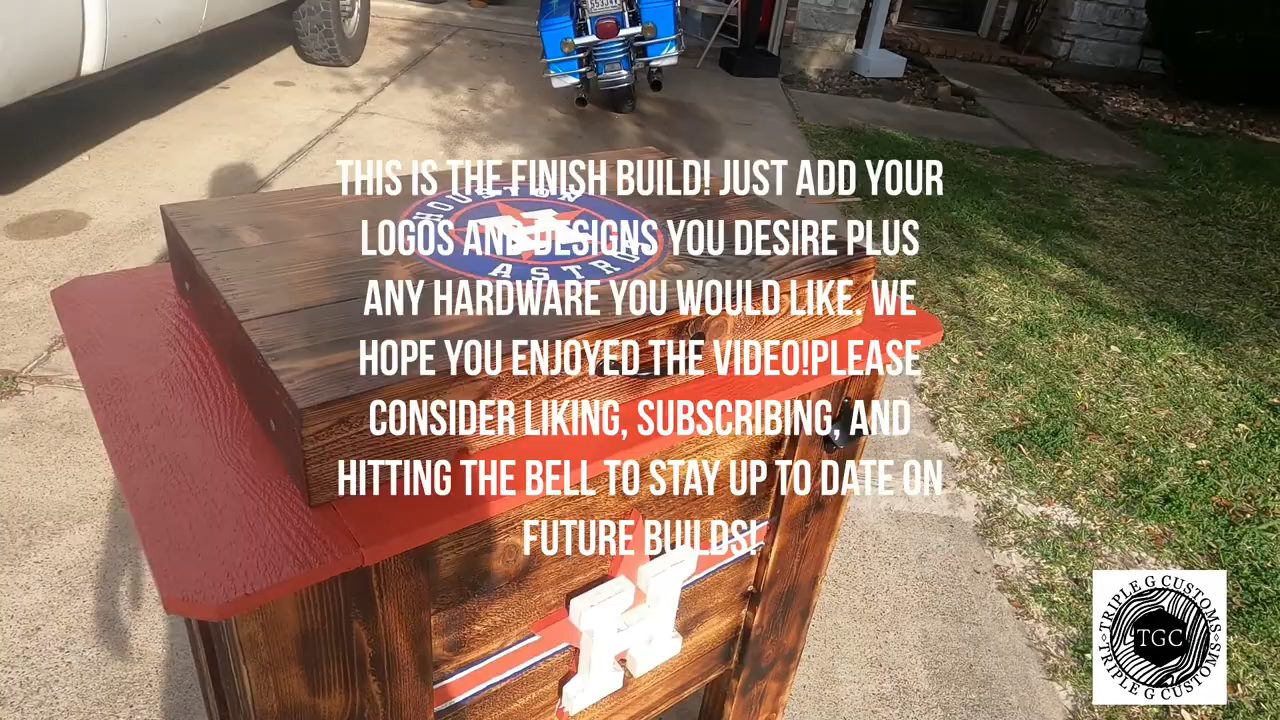 THIS IS THE FINISH BUILD! JUST ADD YOUR
LOGOS AND DESIGNS YOU DESIRE PLUS
ANY HARDWARE YOU WOULD LIKE. WE
HOPE YOU ENJOYED THE VIDEO!PLEASE
CONSIDER LIKING, SUBSCRIBING, AND
HITTING THE BELL TO STAY UP TO DATE ON
FUTURE BUILDS!
HOUSTON
H
ASTROS
H
TRIPLE G CUSTOMS
TGC
TRIPLE G CUSTOMS